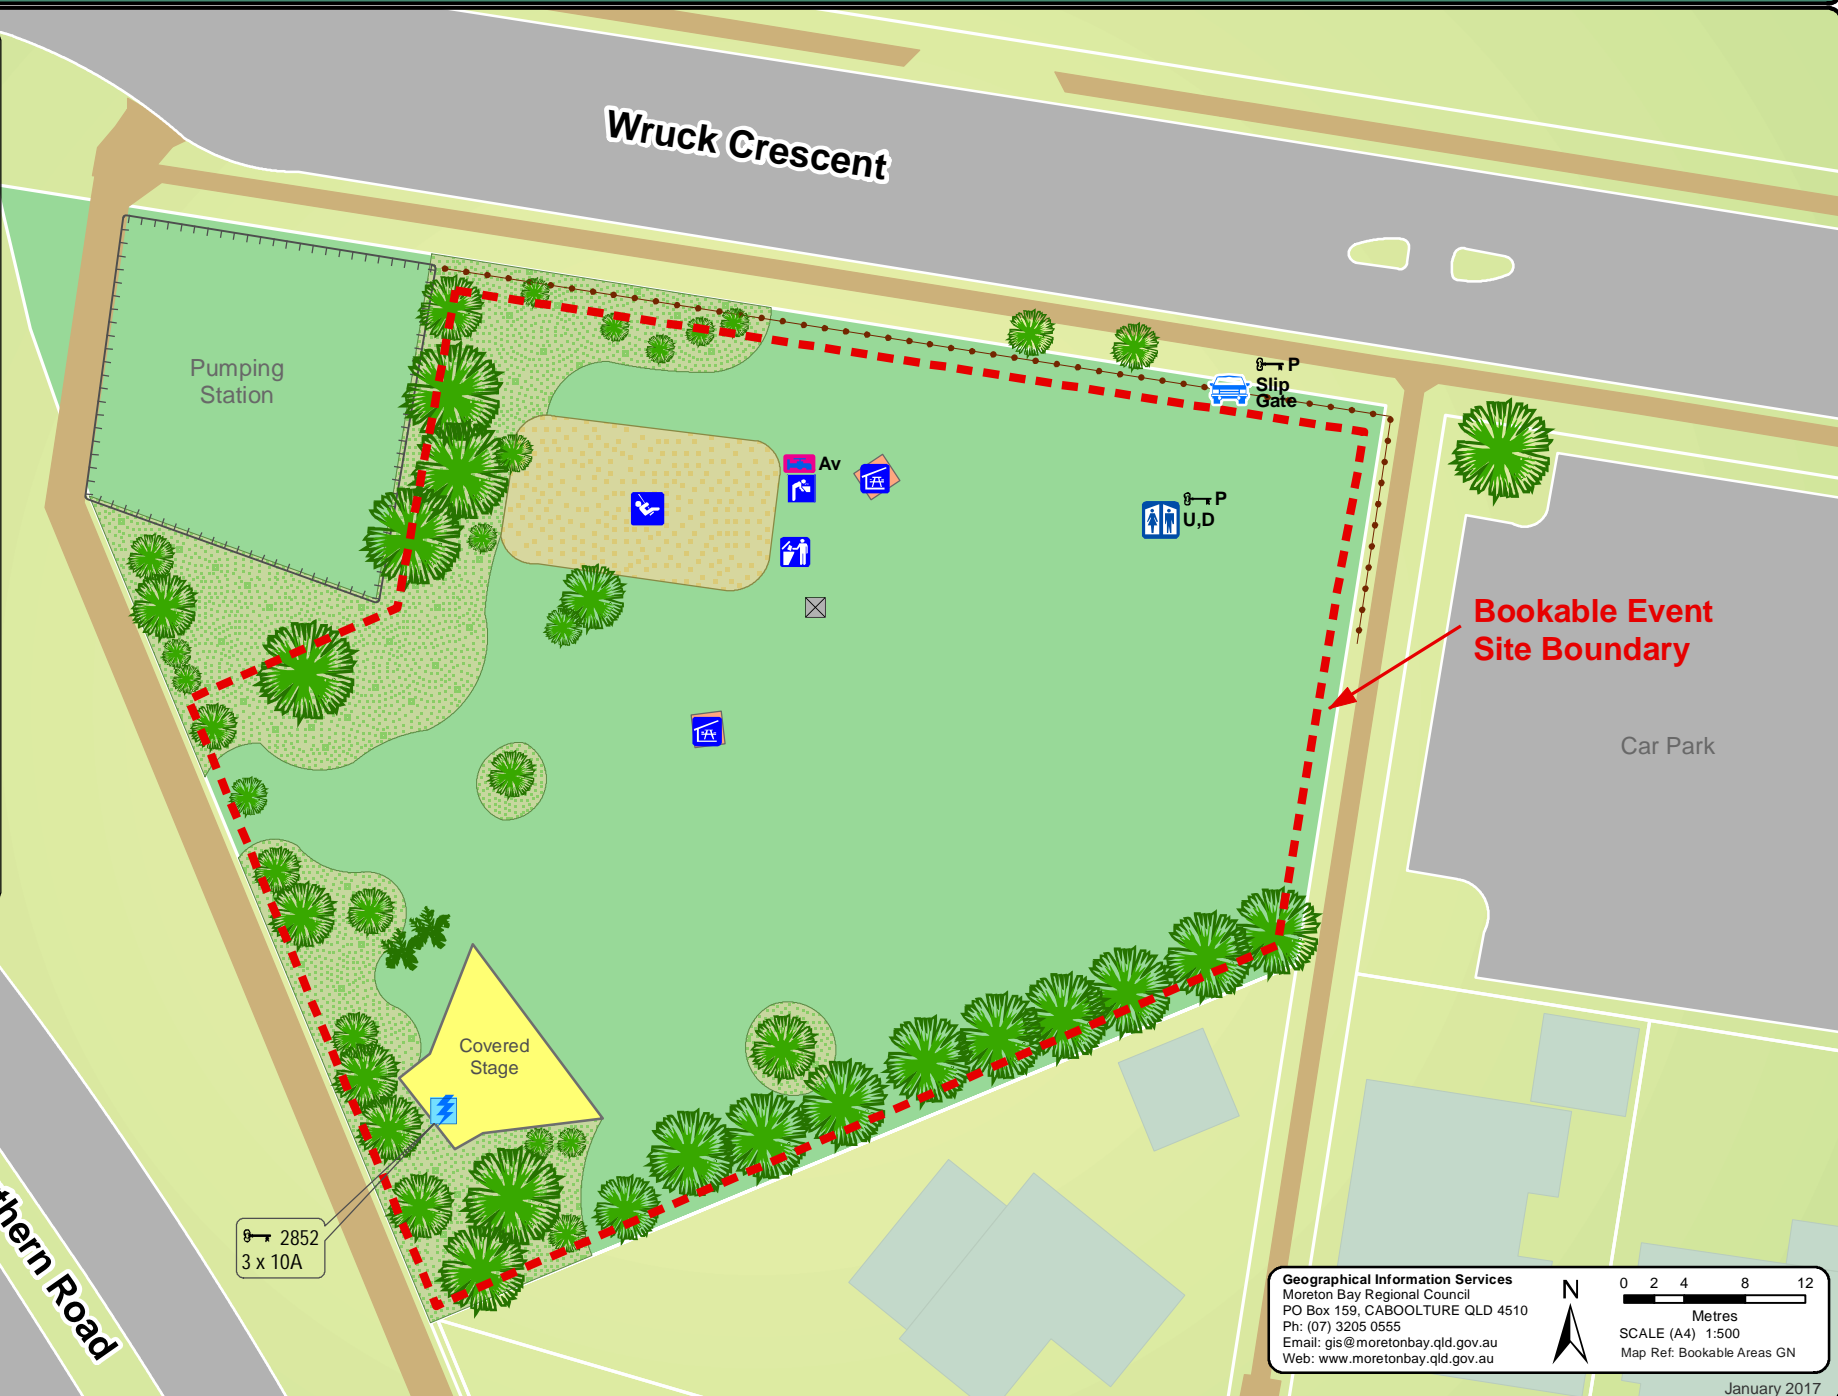 Wruck Crescent
Pumping
Station
P
Slip
Gate
Av
P
U,D
Bookable Event
Site Boundary
Car Park
Covered
Stage
2852
3 x 10A
thern Road
Geographical Information Services
Moreton Bay Regional Council
PO Box 159, CABOOLTURE QLD 4510
Ph: (07) 3205 0555
Email: gis@moretonbay.qld.gov.au
Web: www.moretonbay.qld.gov.au
N
0 2 4 8 12
Metres
SCALE (A4) 1:500
Map Ref: Bookable Areas GN
January 2017